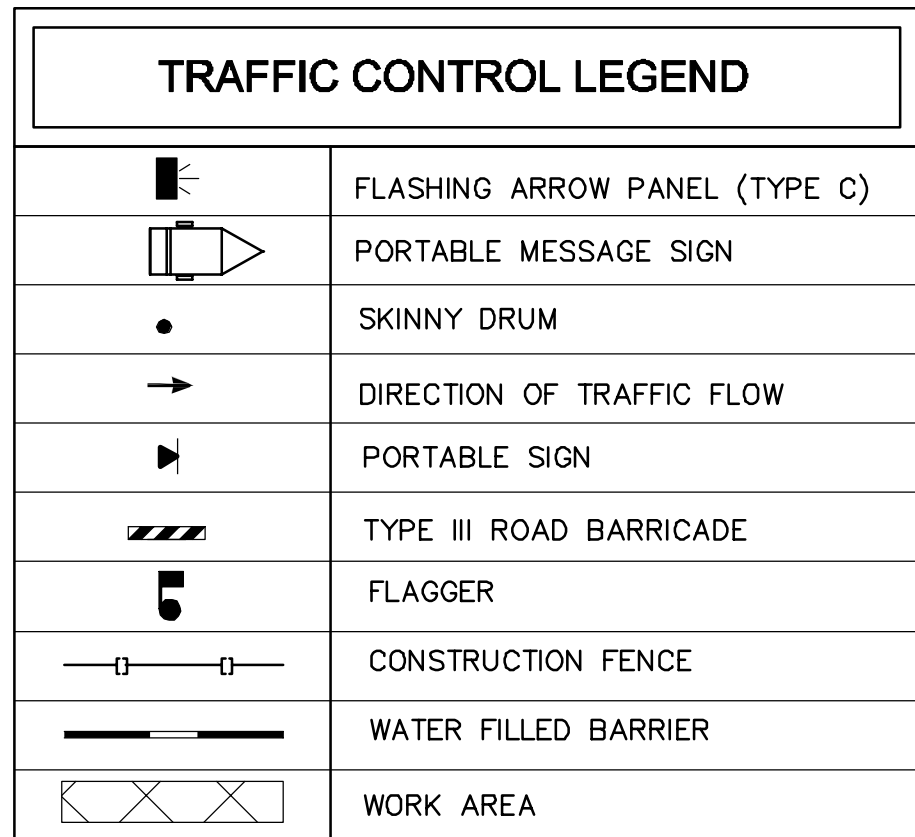 TRAFFIC CONTROL LEGEND
FLASHING ARROW PANEL (TYPE C)
PORTABLE MESSAGE SIGN
SKINNY DRUM
DIRECTION OF TRAFFIC FLOW
PORTABLE SIGN
TYPE III ROAD BARRICADE
FLAGGER
CONSTRUCTION FENCE
WATER FILLED BARRIER
WORK AREA